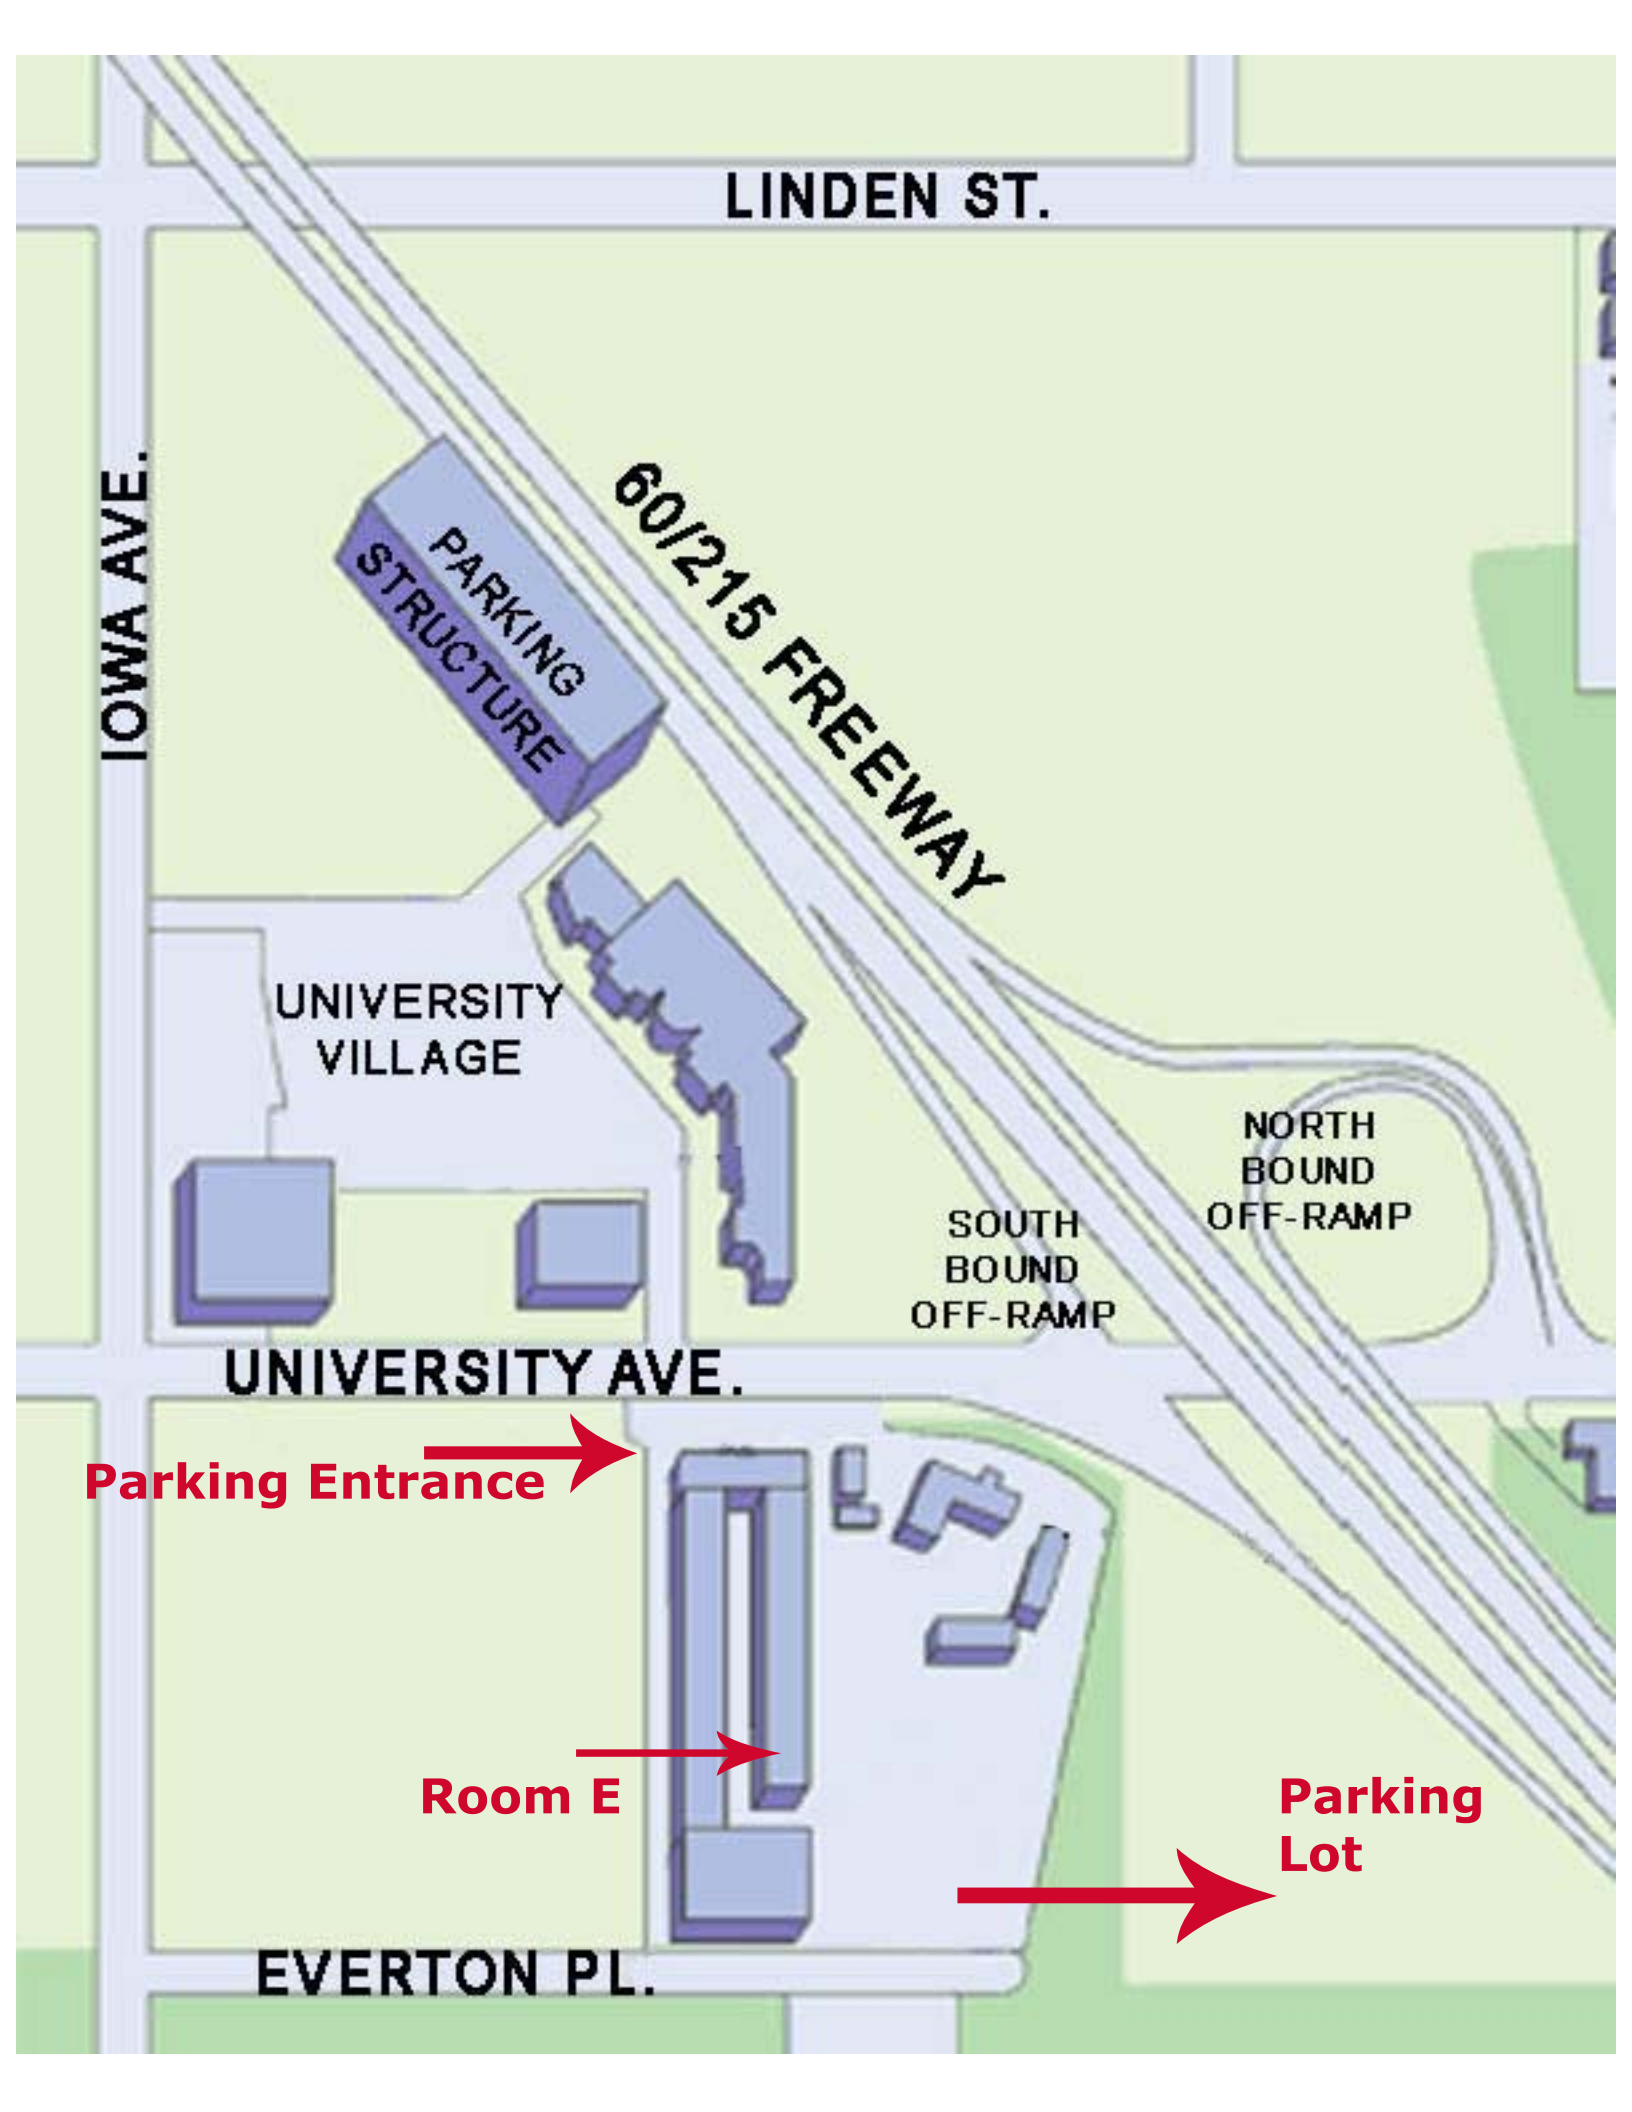 LINDEN ST.
IOWA AVE.
60/215 FREEWAY
PARKING
STRUCTURE
UNIVERSITY
VILLAGE
NORTH
BOUND
OFF-RAMP
SOUTH
BOUND
OFF-RAMP
UNIVERSITY AVE.
Parking Entrance
Room E
Parking
Lot
EVERTON PL.